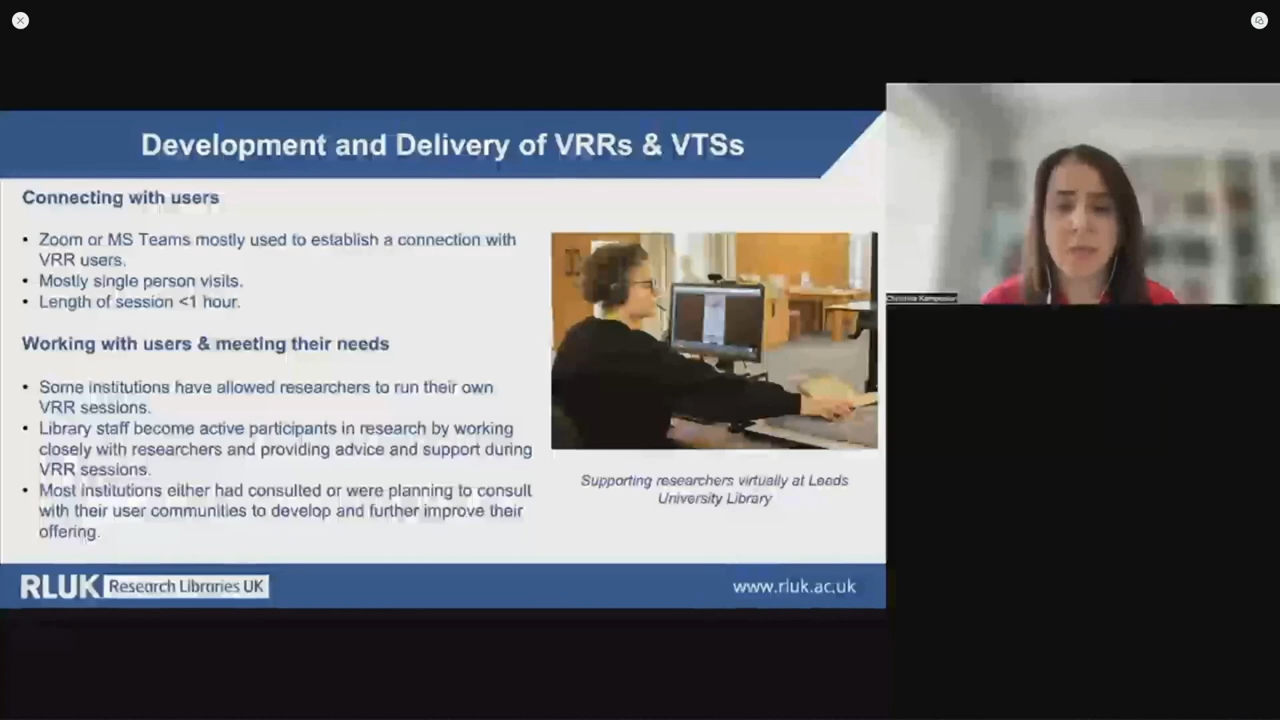 Development and Delivery of VRRs & VTSs
Connecting with users
• Zoom or MS Teams mostly used to establish a connection with
VRR users.
• Mostly single person visits.
• Length of session <1 hour.
Working with users & meeting their needs
• Some institutions have allowed researchers to run their own
VRR sessions.
• Library staff become active participants in research by working
closely with researchers and providing advice and support during
VRR sessions.
• Most institutions either had consulted or were planning to consult
with their user communities to develop and further improve their
offering.
Supporting researchers virtually at Leeds
University Library
RLUK Research Libraries UK
www.rluk.ac.uk
Christina Kamposiori